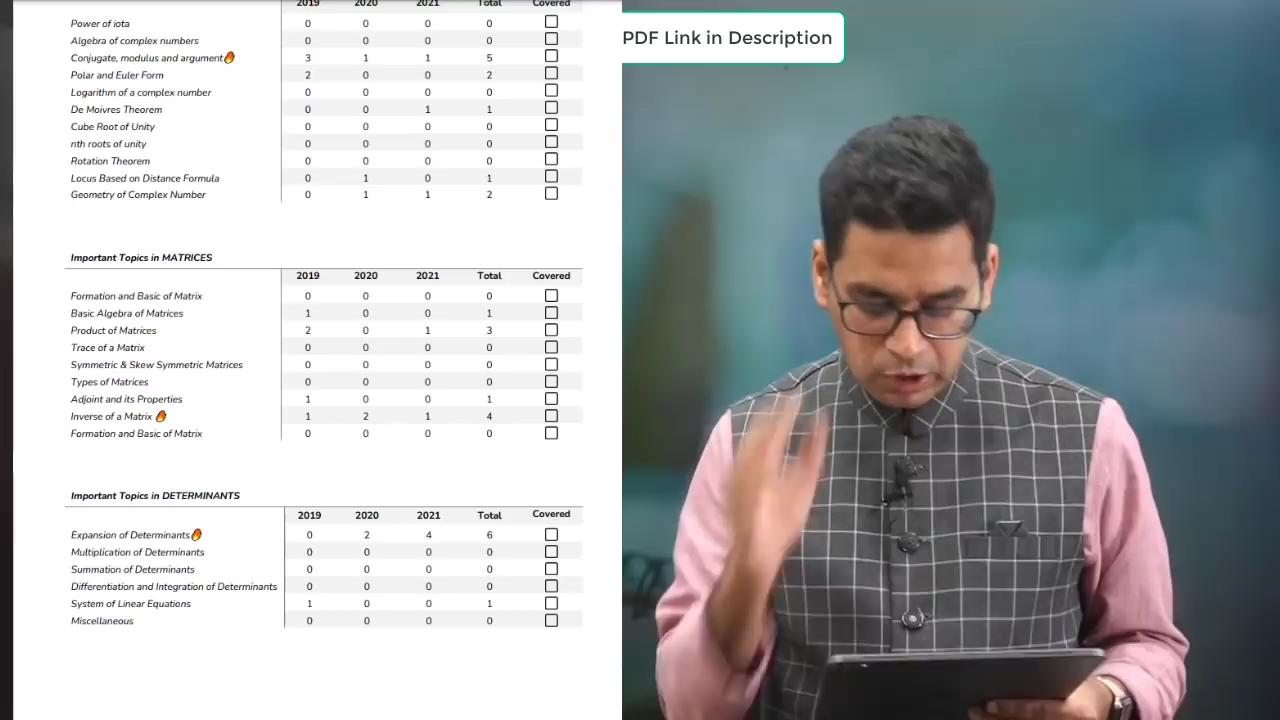 2019 2020 2021 Total Covered
Power of iota 0 0 0 0
Algebra of complex numbers 0 0 0 0
Conjugate, modulus and argument🔥 3 1 1 5
Polar and Euler Form 2 0 0 2
Logarithm of a complex number 0 0 0 0
De Moivres Theorem 0 0 1 1
Cube Root of Unity 0 0 0 0
nth roots of unity 0 0 0 0
Rotation Theorem 0 0 0 0
Locus Based on Distance Formula 0 1 0 1
Geometry of Complex Number 0 1 1 2
Important Topics in MATRICES
2019 2020 2021 Total Covered
Formation and Basic of Matrix 0 0 0 0
Basic Algebra of Matrices 1 0 0 1
Product of Matrices 2 0 1 3
Trace of a Matrix 0 0 0 0
Symmetric & Skew Symmetric Matrices 0 0 0 0
Types of Matrices 0 0 0 0
Adjoint and its Properties 1 0 0 1
Inverse of a Matrix 🔥 1 2 1 4
Formation and Basic of Matrix 0 0 0 0
Important Topics in DETERMINANTS
2019 2020 2021 Total Covered
Expansion of Determinants🔥 0 2 4 6
Multiplication of Determinants 0 0 0 0
Summation of Determinants 0 0 0 0
Differentiation and Integration of Determinants 0 0 0 0
System of Linear Equations 1 0 0 1
Miscellaneous 0 0 0 0
PDF Link in Description